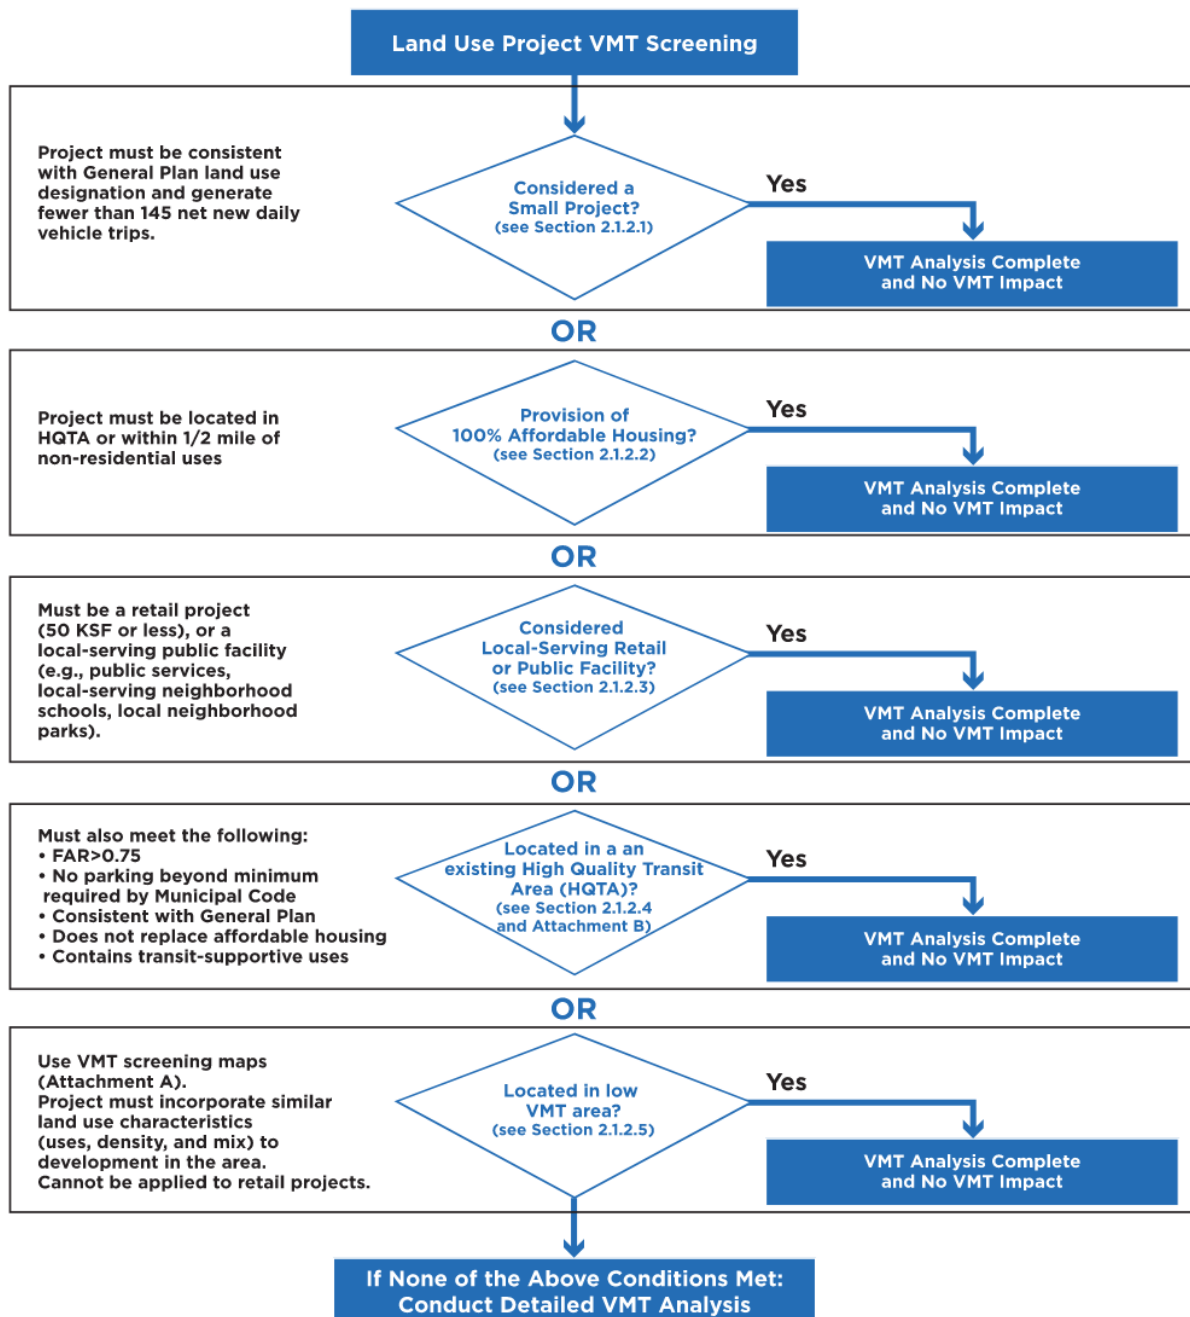 Land Use Project VMT Screening
Project must be consistent
with General Plan land use
designation and generate
fewer than 145 net new daily
vehicle trips.
Considered a
Small Project?
(see Section 2.1.2.1)
Yes
VMT Analysis Complete
and No VMT Impact
OR
Project must be located in
HQTA or within 1/2 mile of
non-residential uses
Provision of
100% Affordable Housing?
(see Section 2.1.2.2)
Yes
VMT Analysis Complete
and No VMT Impact
OR
Must be a retail project
(50 KSF or less), or a
local-serving public facility
(e.g., public services,
local-serving neighborhood
schools, local neighborhood
parks).
Considered
Local-Serving Retail
or Public Facility?
(see Section 2.1.2.3)
Yes
VMT Analysis Complete
and No VMT Impact
OR
Must also meet the following:
• FAR>0.75
• No parking beyond minimum
required by Municipal Code
• Consistent with General Plan
• Does not replace affordable housing
• Contains transit-supportive uses
Located in a an
existing High Quality Transit
Area (HQTA)?
(see Section 2.1.2.4
and Attachment B)
Yes
VMT Analysis Complete
and No VMT Impact
OR
Use VMT screening maps
(Attachment A).
Project must incorporate similar
land use characteristics
(uses, density, and mix) to
development in the area.
Cannot be applied to retail projects.
Located in low
VMT area?
(see Section 2.1.2.5)
Yes
VMT Analysis Complete
and No VMT Impact
If None of the Above Conditions Met:
Conduct Detailed VMT Analysis